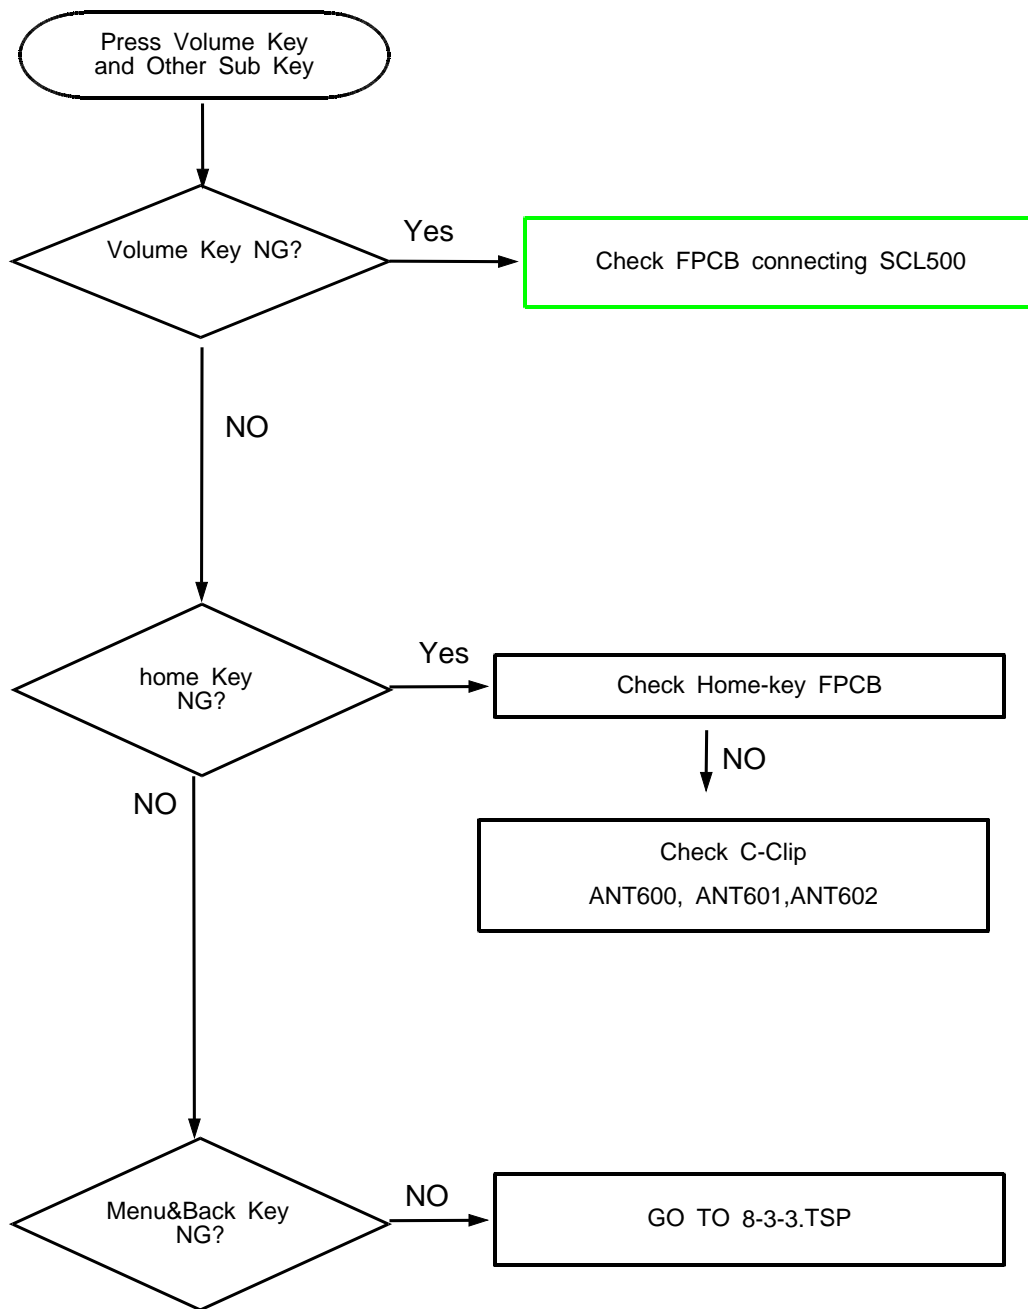 Press Volume Key
and Other Sub Key
Volume Key NG?
Yes
Check FPCB connecting SCL500
NO
home Key
NG?
Yes
Check Home-key FPCB
NO
NO
Check C-Clip
ANT600, ANT601,ANT602
Menu&Back Key
NG?
NO
GO TO 8-3-3.TSP